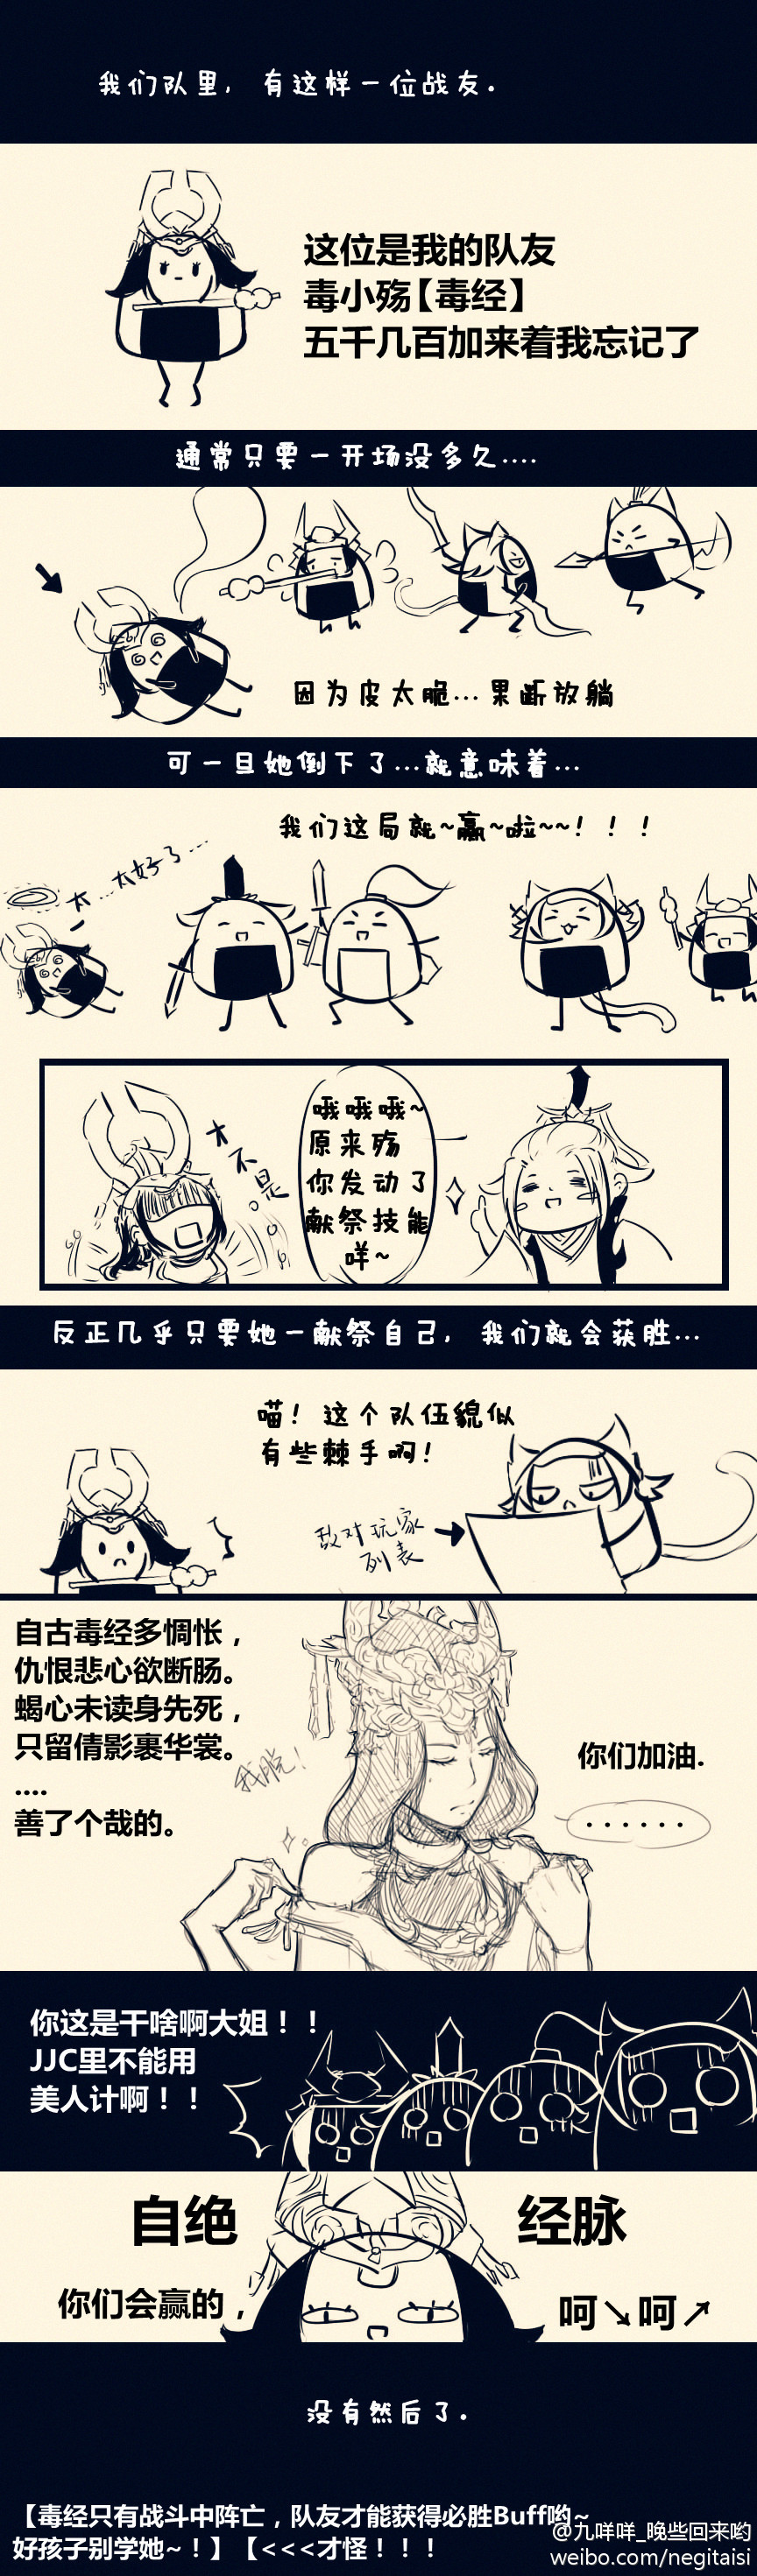 我们队里，有这样一位战友．
这位是我的队友
毒小殇【毒经】
五千几百加来着我忘记了
通常只要一开场没多久....
因为皮太脆...果断放躺
可一旦她倒下了...就意味着...
我们这局就~赢~啦~~！！！
太...太好了...
哦哦哦~
原来殇
你发动了
献祭技能
咩~
才不是。。。
反正几乎只要她一献祭自己，我们就会获胜...
喵！这个队伍貌似
有些棘手啊！
敌对玩家
列表
自古毒经多惆怅，
仇恨悲心欲断肠。
蝎心未读身先死，
只留倩影裹华裳。
....
善了个哉的。
我脱！
你们加油.
......
你这是干啥啊大姐！！
JJC里不能用
美人计啊！！
自绝 经脉
你们会赢的，
呵↘呵↗
没有然后了．
【毒经只有战斗中阵亡，队友才能获得必胜Buff哟~
好孩子别学她~！】【<<<才怪！！！
@九咩咩_晚些回来哟
weibo.com/negitaisi